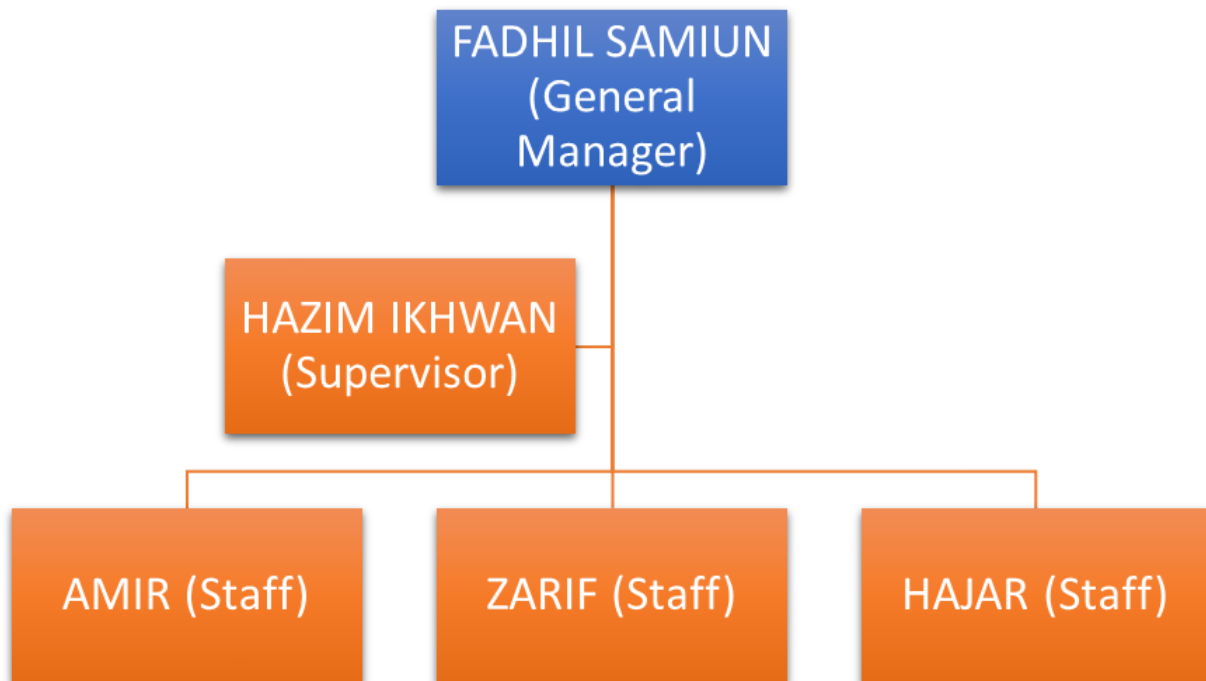 FADHIL SAMIUN
(General
Manager)
HAZIM IKHWAN
(Supervisor)
AMIR (Staff)
ZARIF (Staff)
HAJAR (Staff)